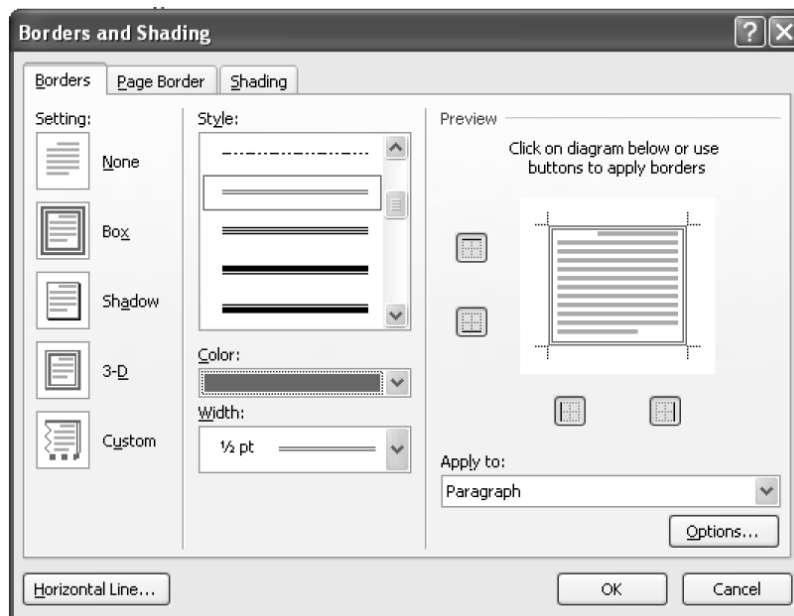 Borders and Shading
Borders
Page Border
Shading
Setting:
None
Box
Shadow
3-D
Custom
Style:
Color:
Width:
½ pt
Preview
Click on diagram below or use
buttons to apply borders
Apply to:
Paragraph
Options...
Horizontal Line...
OK
Cancel